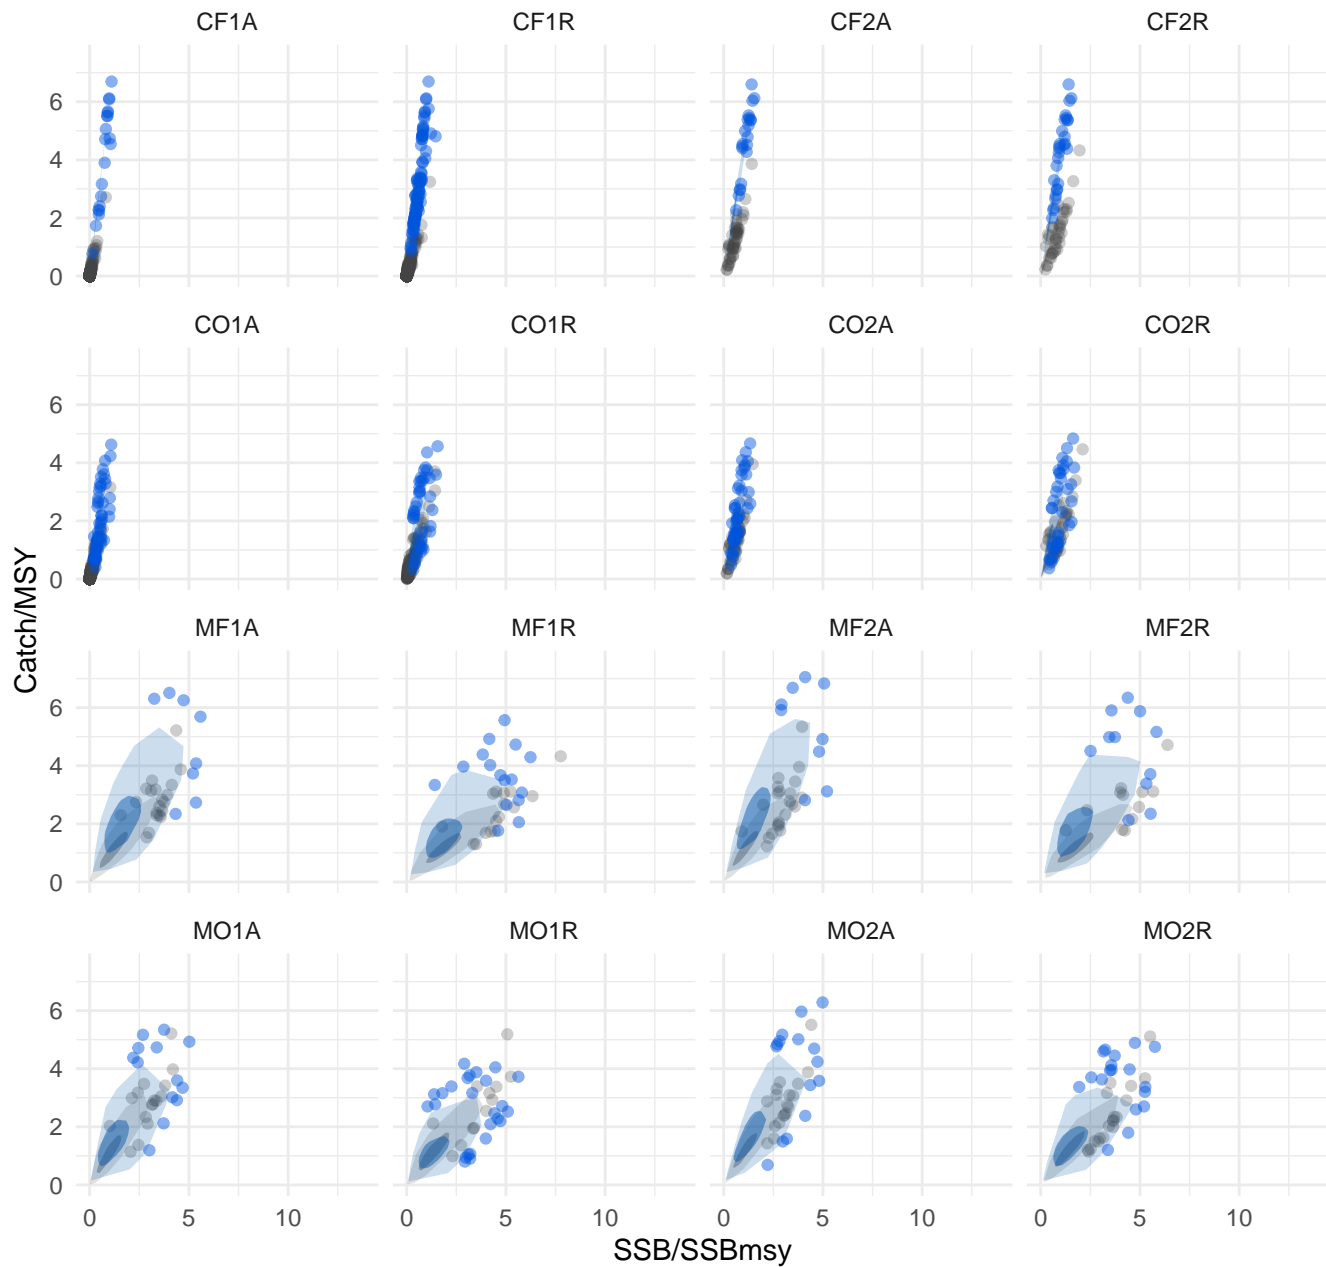 CF1A CF1R CF2A CF2R
6
4
2
0
CO1A CO1R CO2A CO2R
6
4
2
0
Catch/MSY
MF1A MF1R MF2A MF2R
6
4
2
0
MO1A MO1R MO2A MO2R
6
4
2
0
0 5 10 0 5 10 0 5 10 0 5 10
SSB/SSBmsy